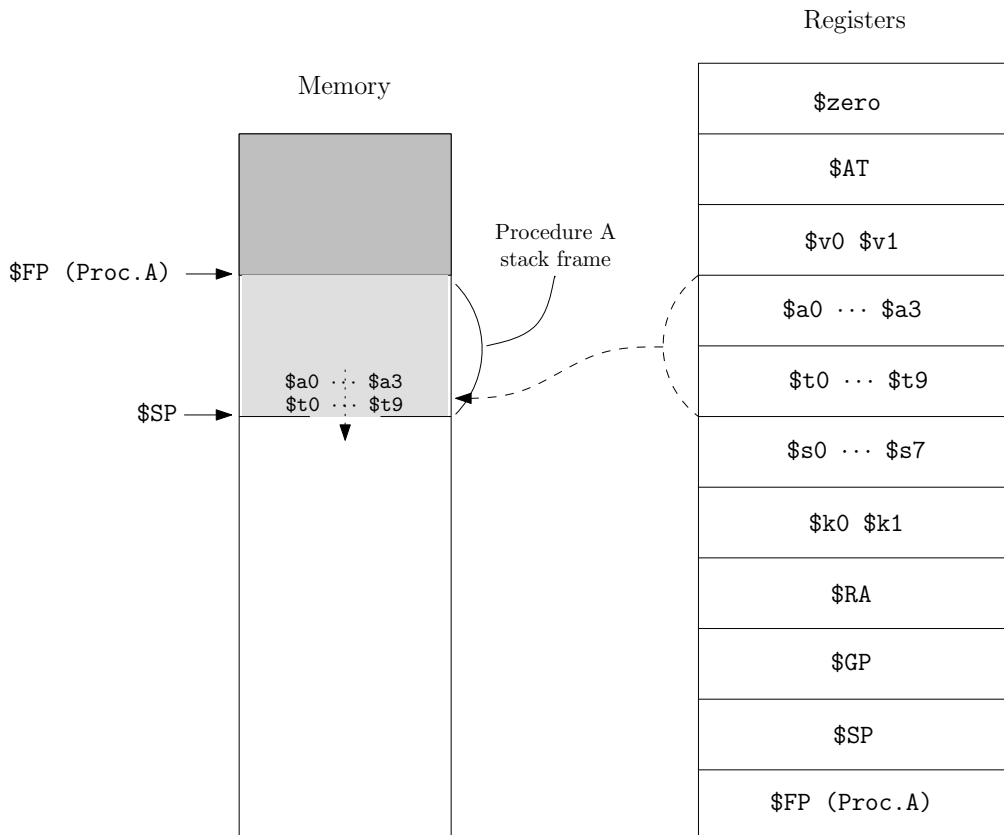 Registers
Memory
$zero
$AT
$v0 $v1
$a0 ··· $a3
$t0 ··· $t9
$s0 ··· $s7
$k0 $k1
$RA
$GP
$SP
$FP (Proc.A)
$FP (Proc.A)
Procedure A
stack frame
$a0 ··· $a3
$t0 ··· $t9
$SP